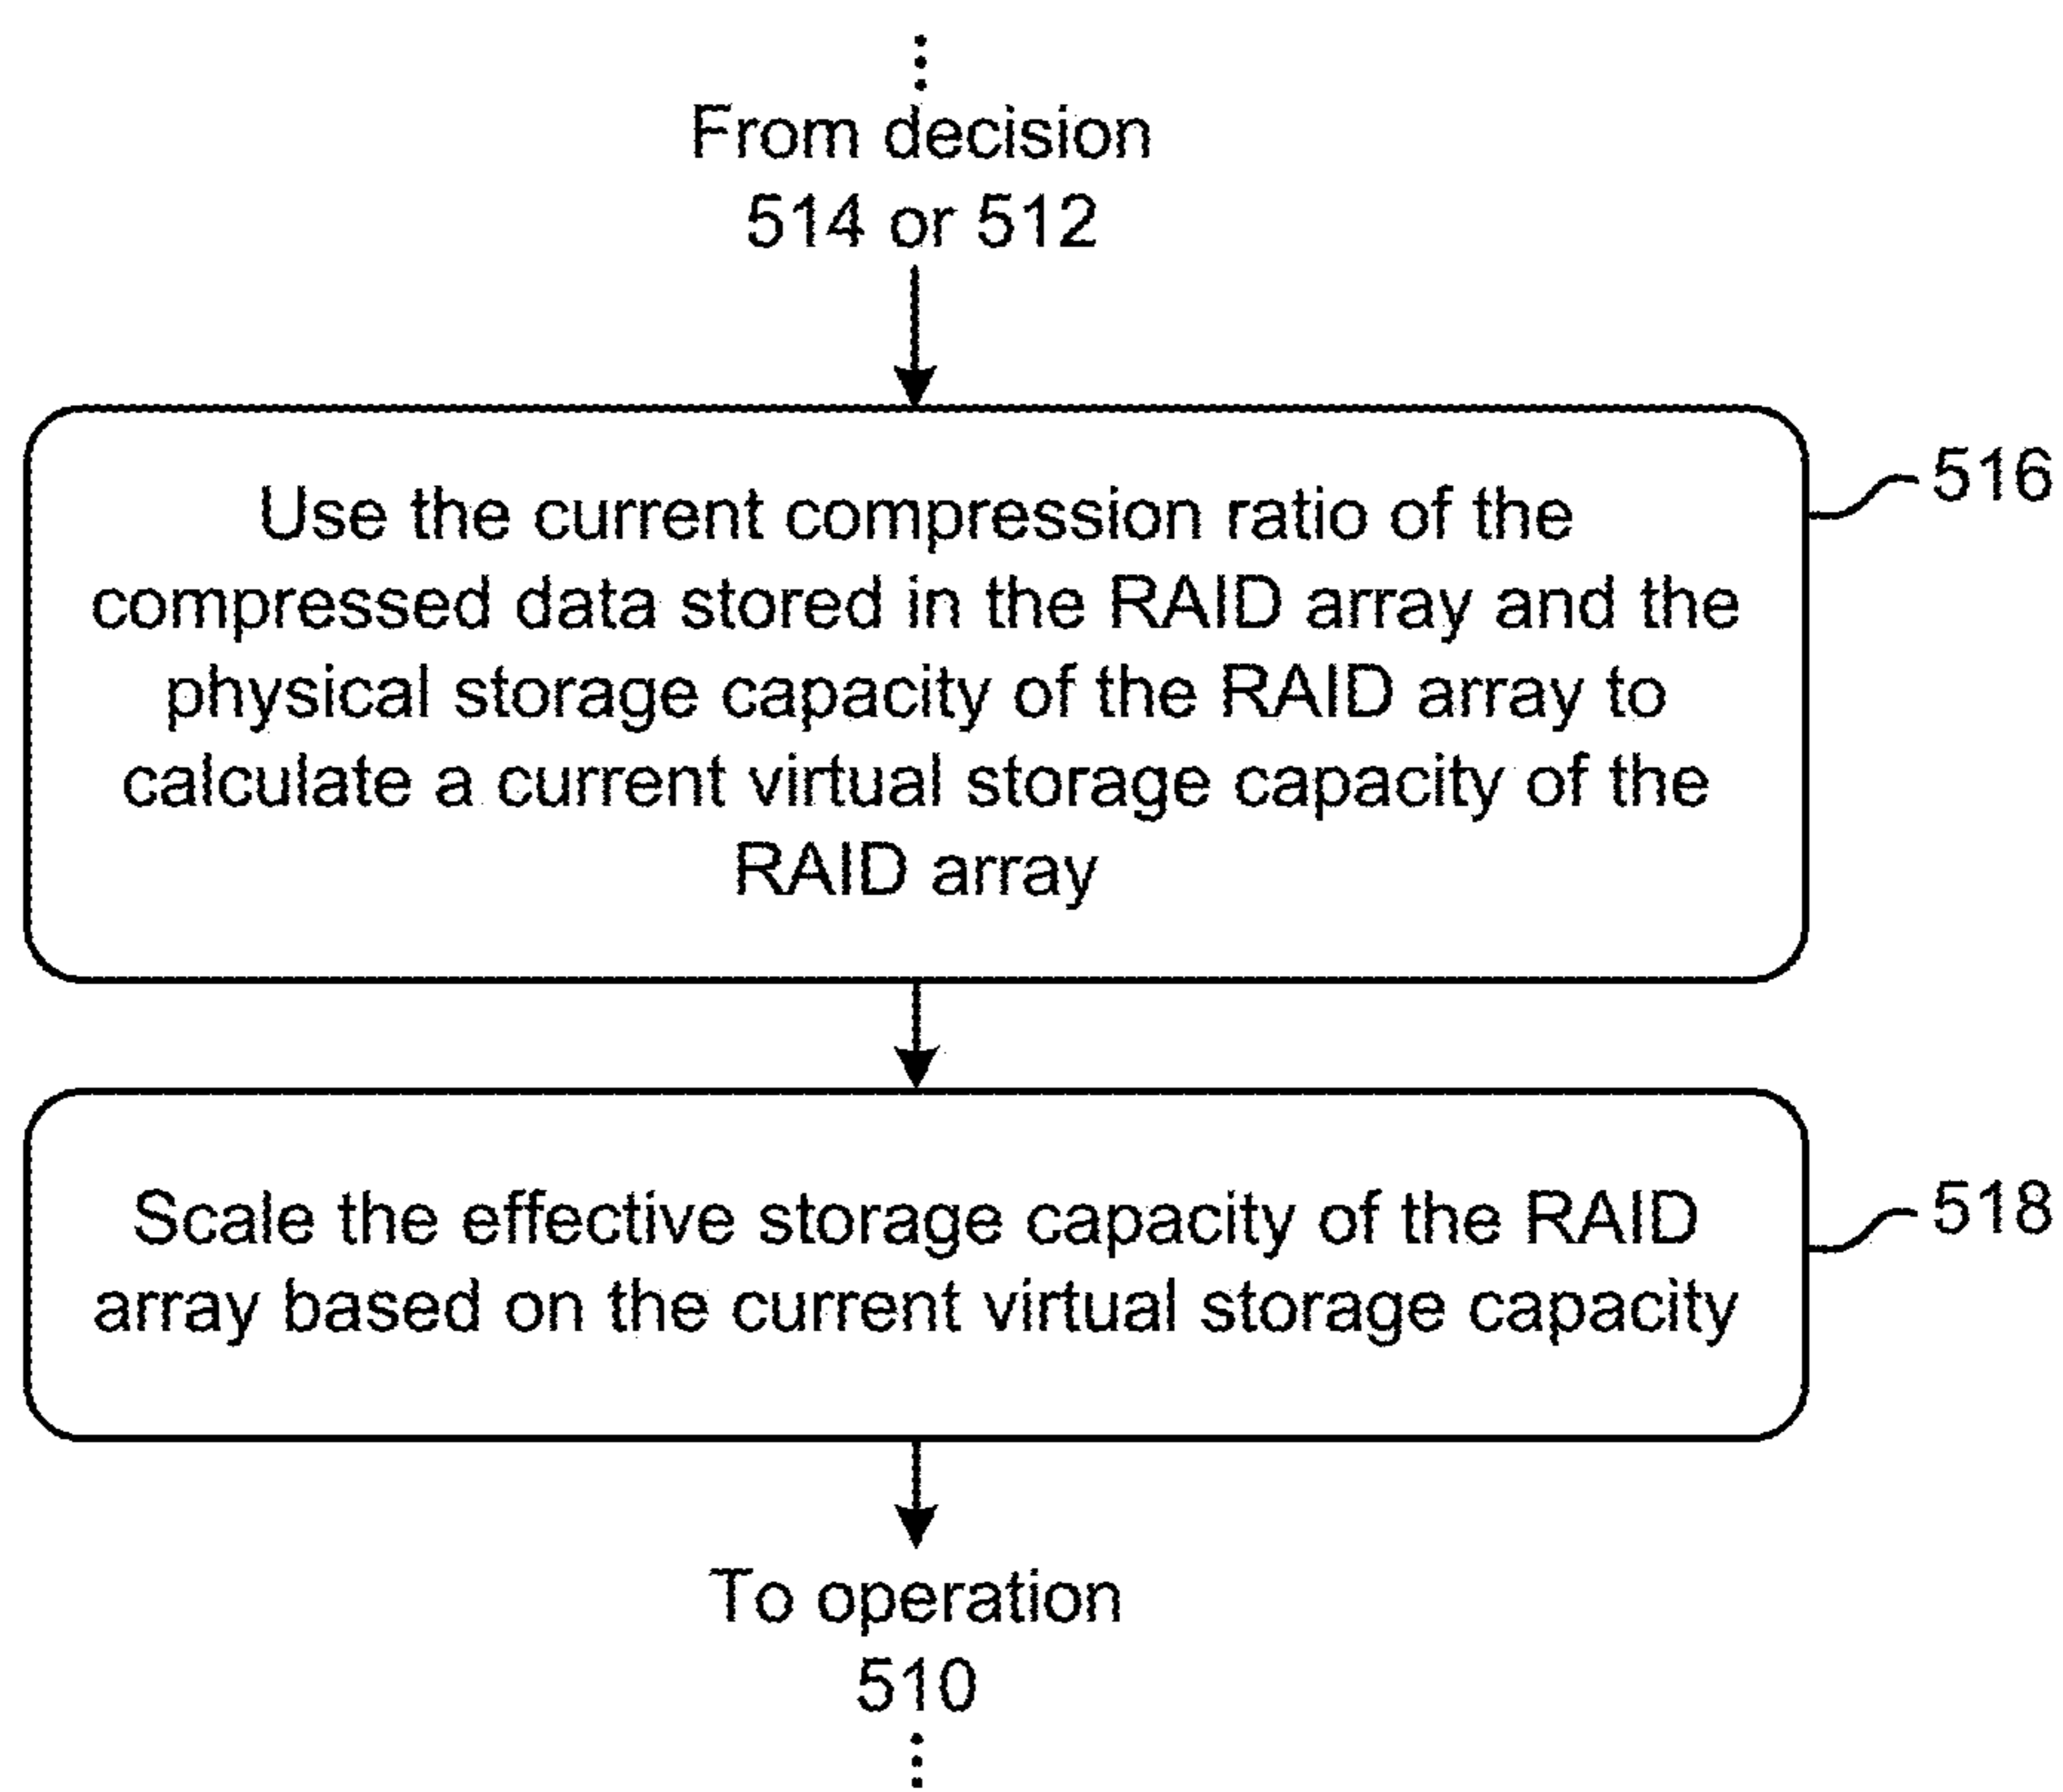 From decision
514 or 512
Use the current compression ratio of the
compressed data stored in the RAID array and the
physical storage capacity of the RAID array to
calculate a current virtual storage capacity of the
RAID array
516
Scale the effective storage capacity of the RAID
array based on the current virtual storage capacity
518
To operation
510